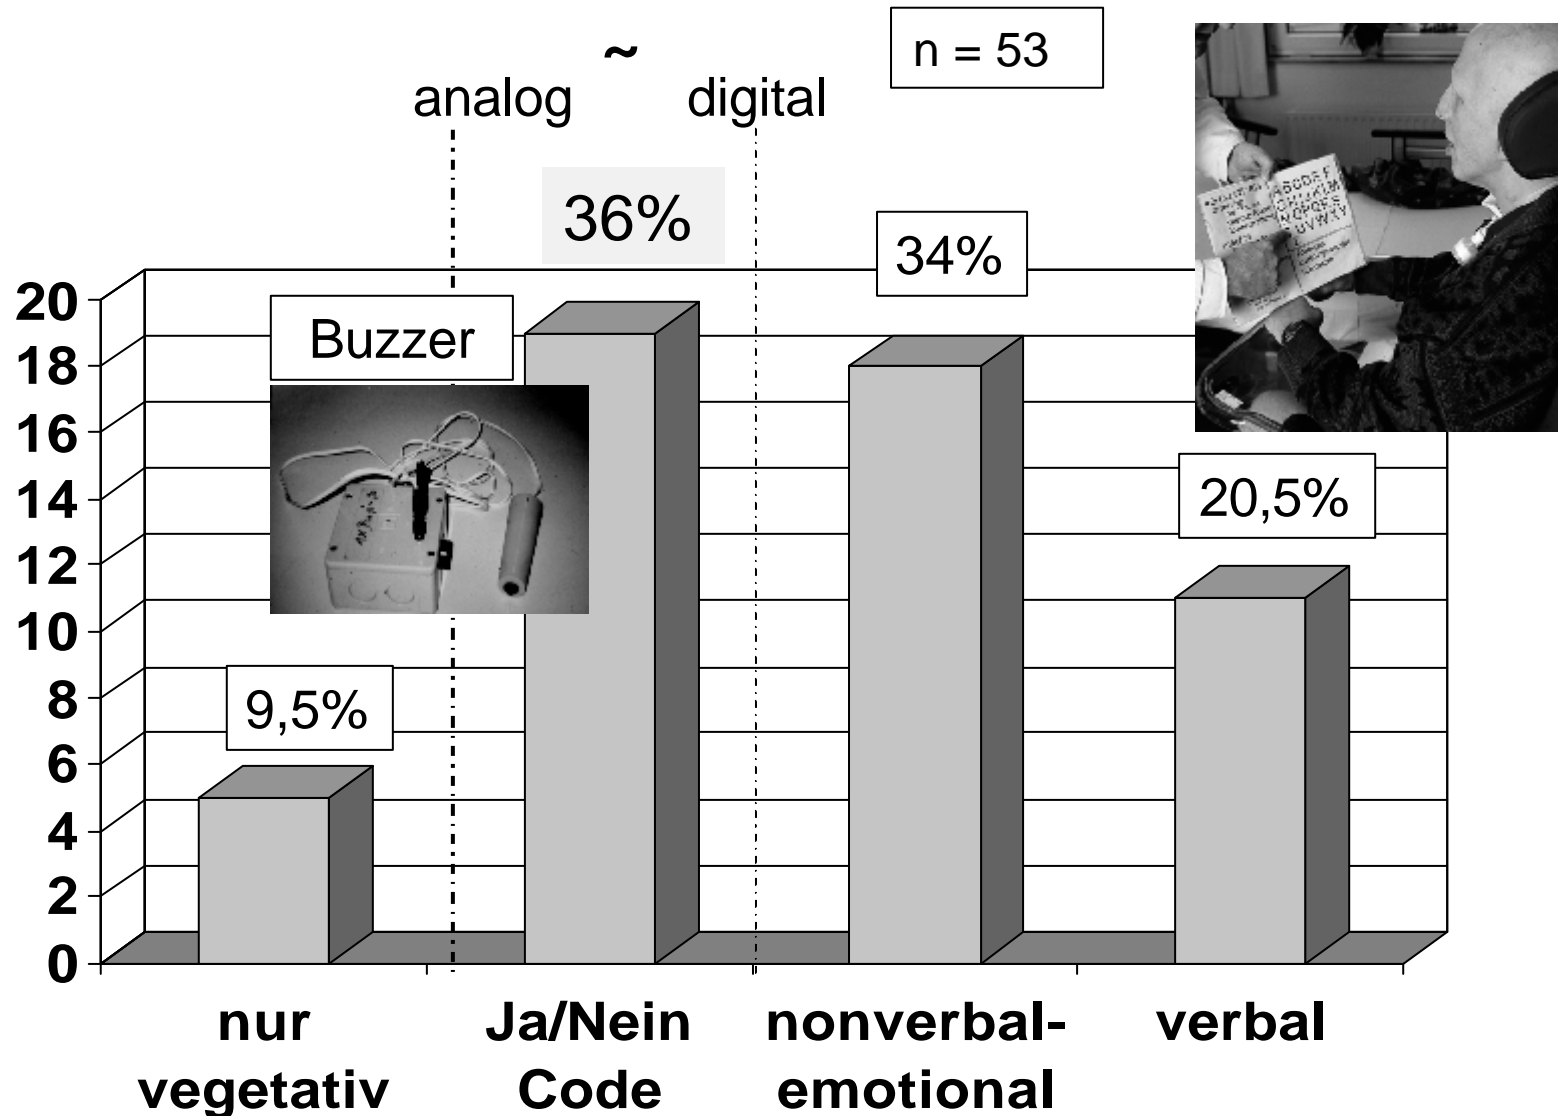 ~
n = 53
analog
digital
36%
34%
Buzzer
20,5%
9,5%
20
18
16
14
12
10
8
6
4
2
0
nur
vegetativ
Ja/Nein
Code
nonverbal-
emotional
verbal